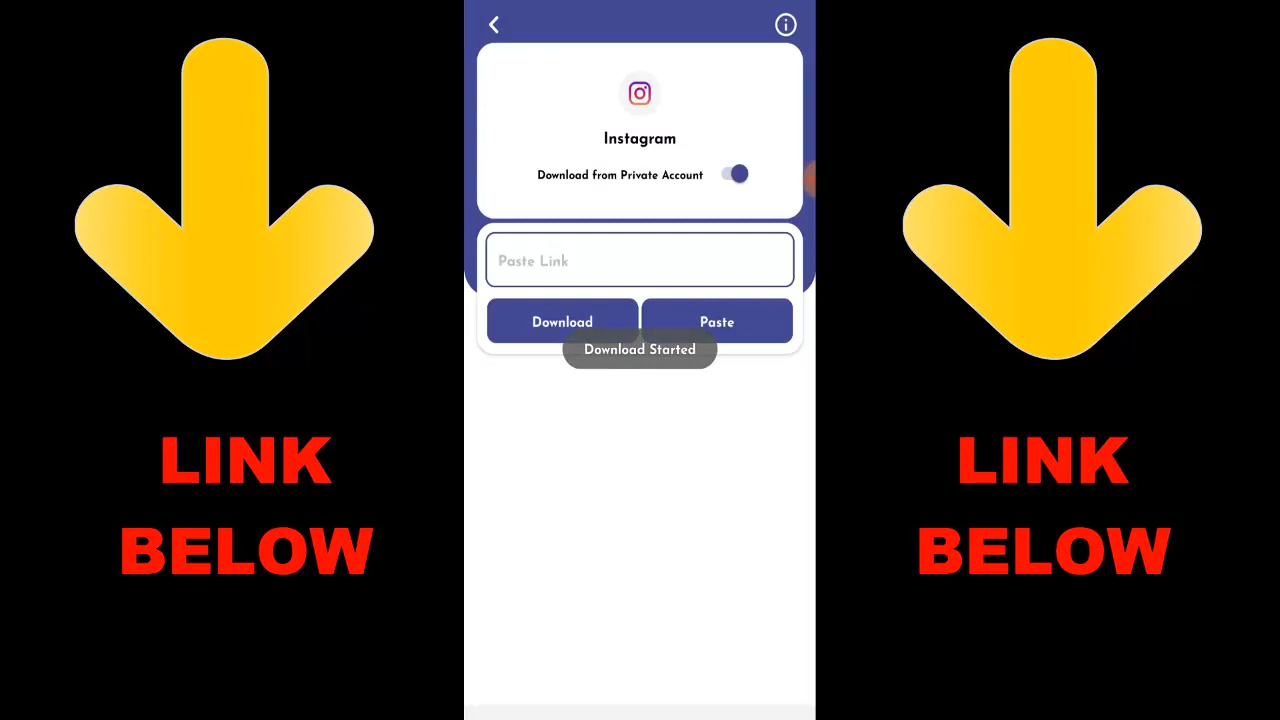 Instagram
Download from Private Account
Paste Link
Download Paste
Download Started
LINK
BELOW
LINK
BELOW